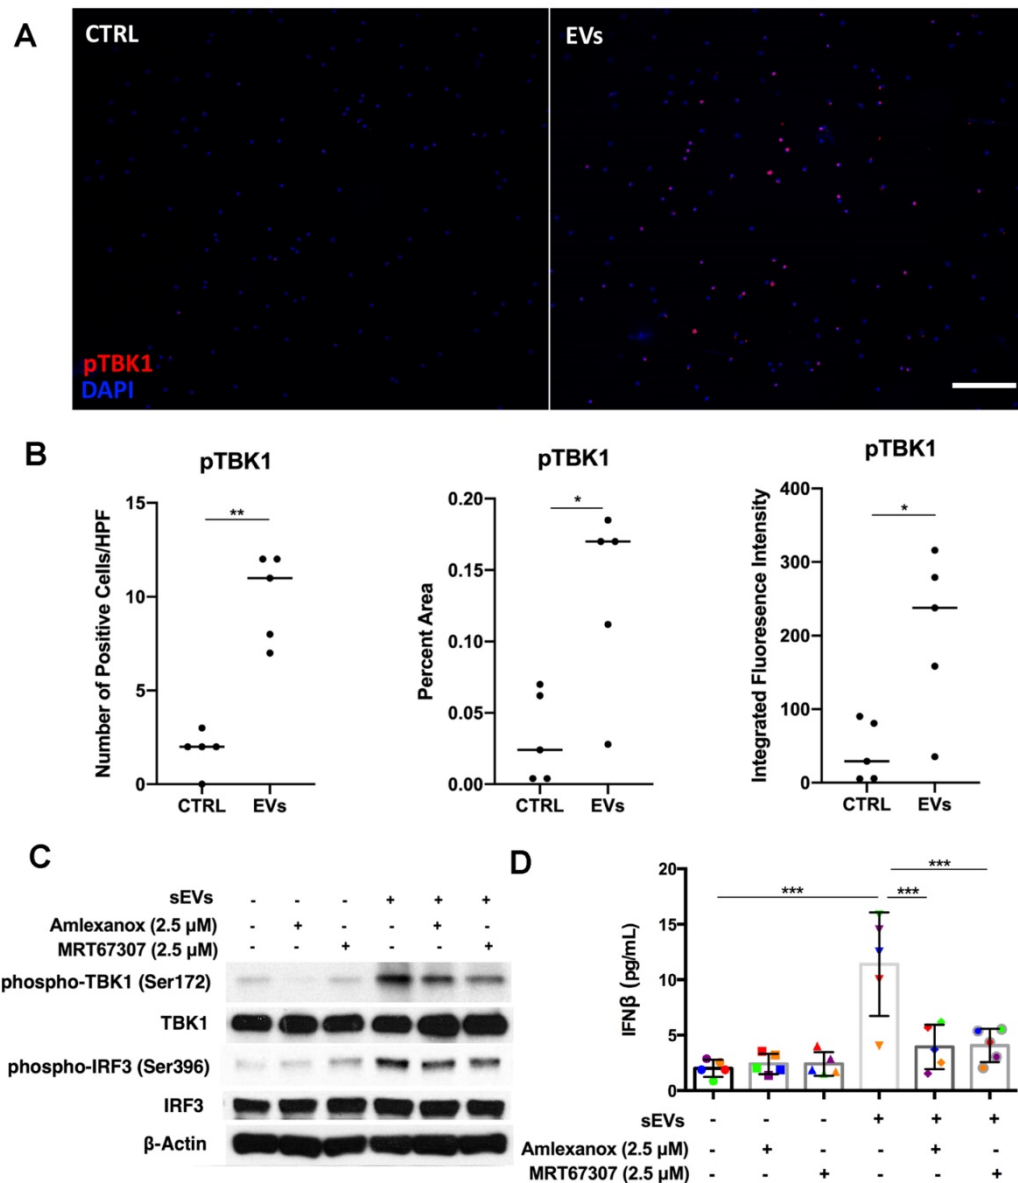 A
CTRL
EVs
pTBK1
DAPI
B
pTBK1
Number of Positive Cells/HPF
15
10
5
0
**
CTRL
EVs
pTBK1
Percent Area
0.20
0.15
0.10
0.05
0.00
*
CTRL
EVs
pTBK1
Integrated Fluoresence Intensity
400
300
200
100
0
*
CTRL
EVs
C
sEVs - - - + + +
Amlexanox (2.5 µM) - + - - + -
MRT67307 (2.5 µM) - - + - - +
phospho-TBK1 (Ser172)
TBK1
phospho-IRF3 (Ser396)
IRF3
β-Actin
D
IFNβ (pg/mL)
20
15
10
5
0
***
***
***
sEVs - - - + + +
Amlexanox (2.5 µM) - + - - + -
MRT67307 (2.5 µM) - - + - - +